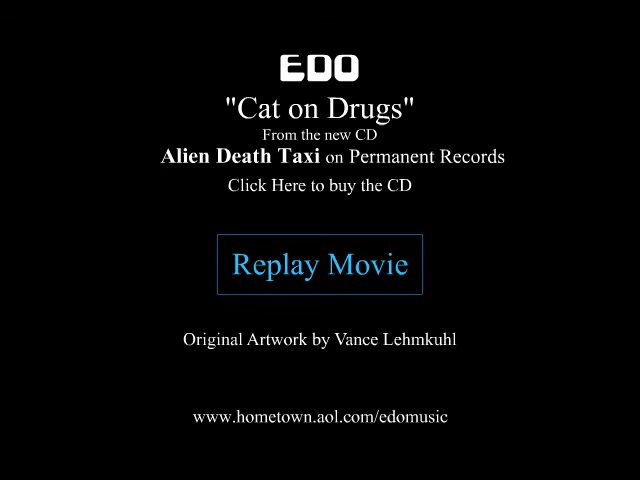 EDO
"Cat on Drugs"
From the new CD
Alien Death Taxi on Permanent Records
Click Here to buy the CD
Replay Movie
Original Artwork by Vance Lehmkuhl
www.hometown.aol.com/edomusic